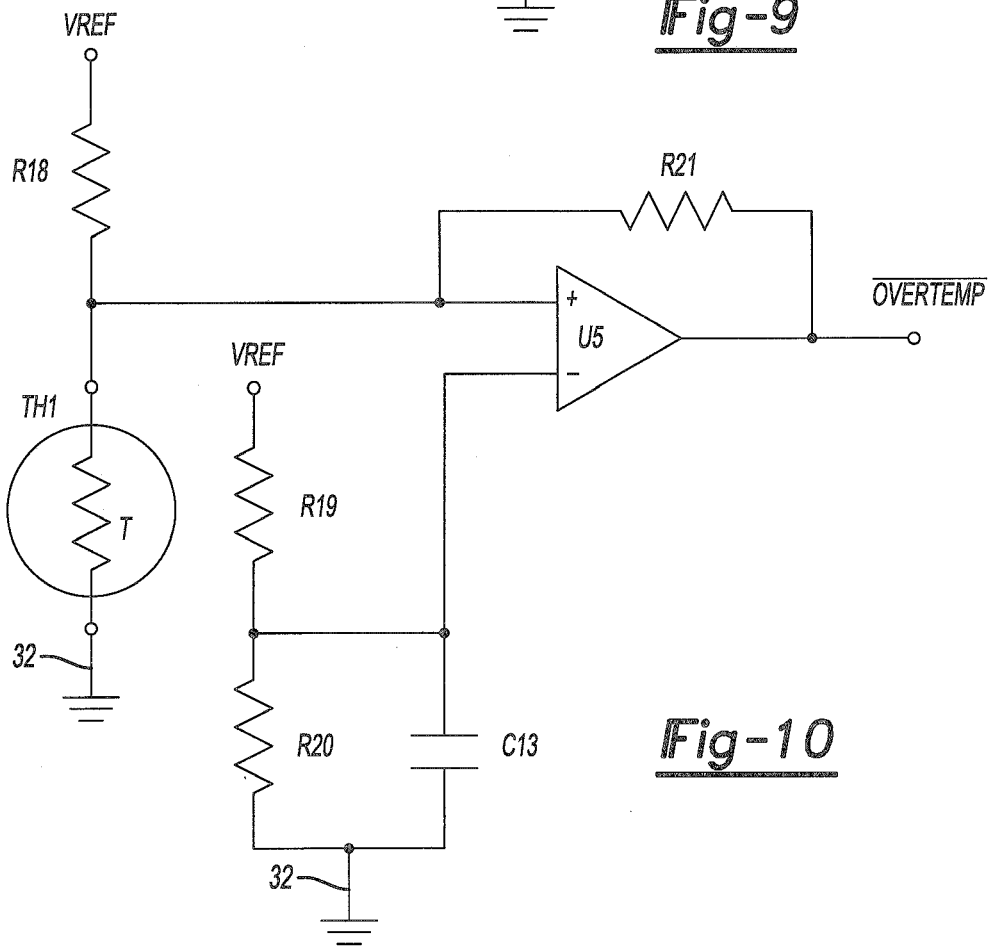 Fig-9
VREF
R18
R21
+
U5
-
OVERTEMP
VREF
TH1
T
R19
32
R20
C13
Fig-10
32